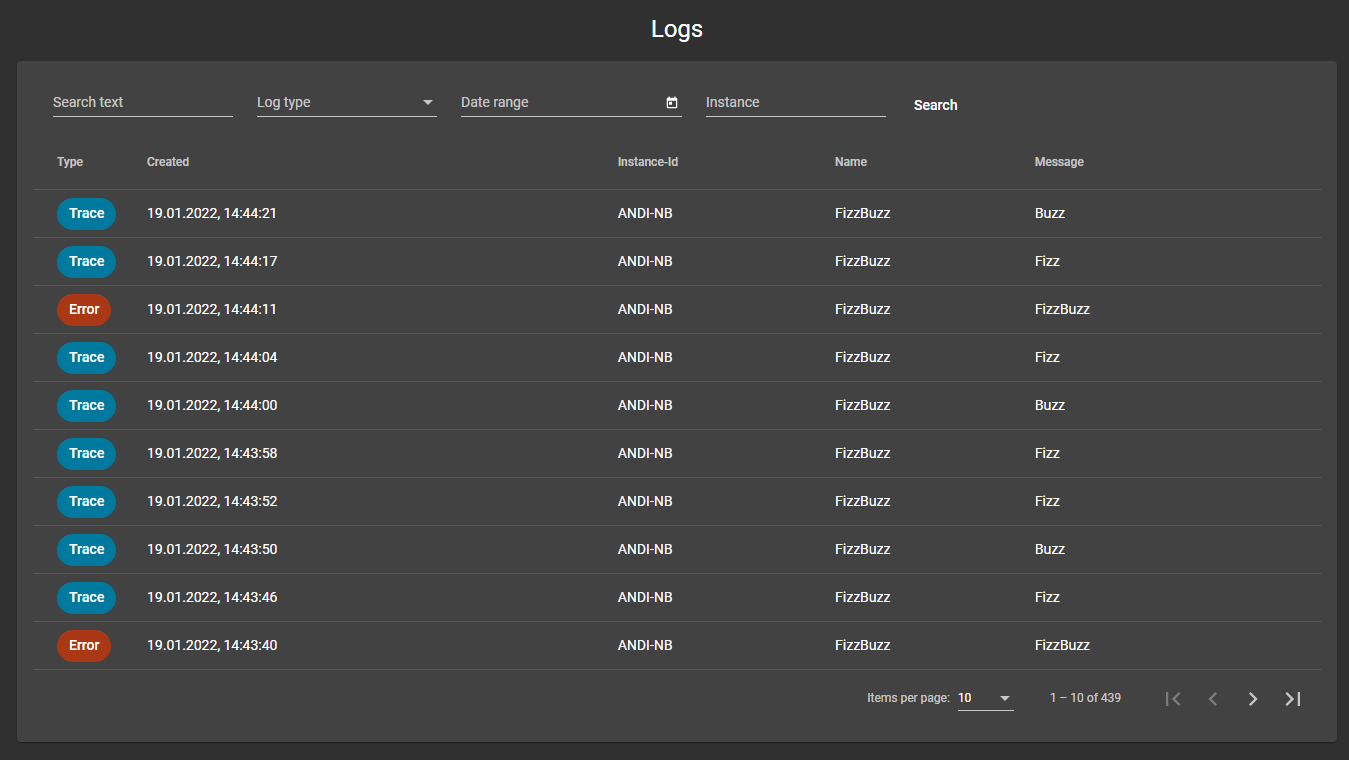 Logs
Search text Log type Date range Instance Search
Type Created Instance-Id Name Message
Trace 19.01.2022, 14:44:21 ANDI-NB FizzBuzz Buzz
Trace 19.01.2022, 14:44:17 ANDI-NB FizzBuzz Fizz
Error 19.01.2022, 14:44:11 ANDI-NB FizzBuzz FizzBuzz
Trace 19.01.2022, 14:44:04 ANDI-NB FizzBuzz Fizz
Trace 19.01.2022, 14:44:00 ANDI-NB FizzBuzz Buzz
Trace 19.01.2022, 14:43:58 ANDI-NB FizzBuzz Fizz
Trace 19.01.2022, 14:43:52 ANDI-NB FizzBuzz Fizz
Trace 19.01.2022, 14:43:50 ANDI-NB FizzBuzz Buzz
Trace 19.01.2022, 14:43:46 ANDI-NB FizzBuzz Fizz
Error 19.01.2022, 14:43:40 ANDI-NB FizzBuzz FizzBuzz
Items per page: 10 1 – 10 of 439